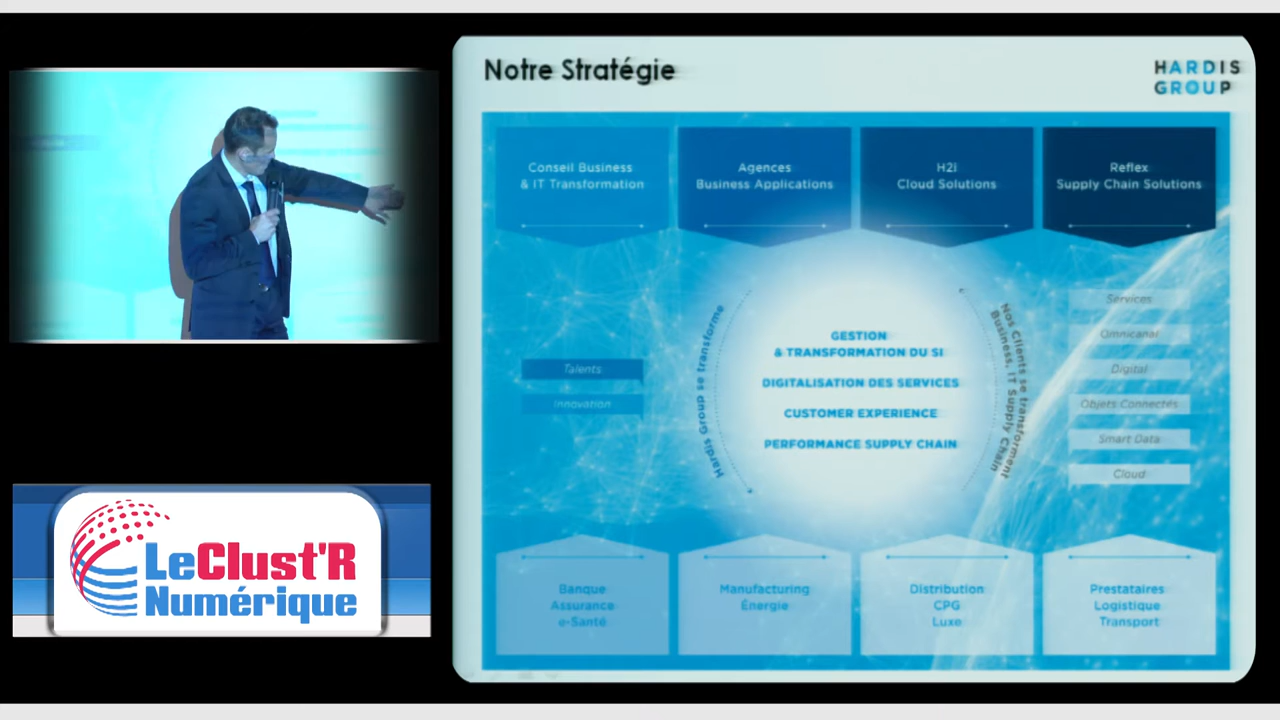 Notre Stratégie
HARDIS
GROUP
Conseil Business
& IT Transformation
Agences
Business Applications
H2i
Cloud Solutions
Reflex
Supply Chain Solutions
Talents
Innovation
Hardis Group se transforme
GESTION
& TRANSFORMATION DU SI
DIGITALISATION DES SERVICES
CUSTOMER EXPERIENCE
PERFORMANCE SUPPLY CHAIN
Nos Clients se transforment
Business, IT Supply Chain
Services
Omnicanal
Digital
Objets Connectés
Smart Data
Cloud
Banque
Assurance
e-Santé
Manufacturing
Énergie
Distribution
CPG
Luxe
Prestataires
Logistique
Transport
LeClust'R
Numérique